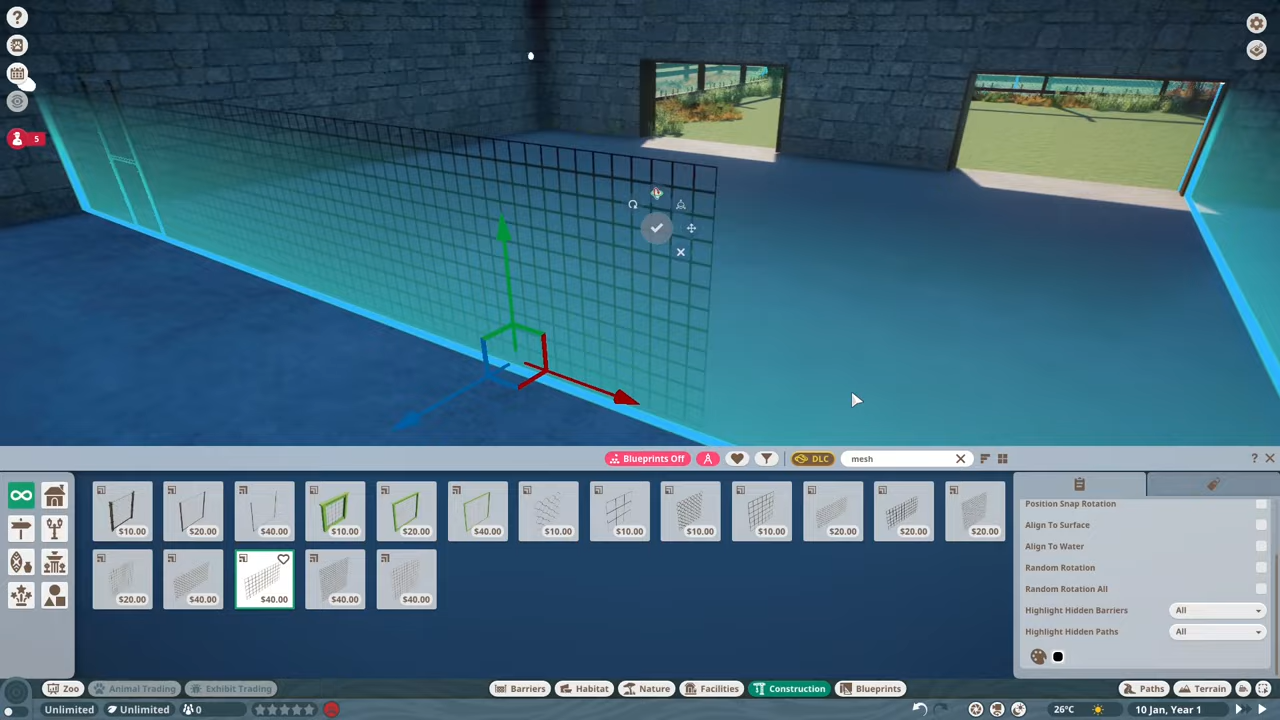 ?
5
Blueprints Off
DLC
mesh
?
$10.00
$20.00
$40.00
$10.00
$20.00
$40.00
$10.00
$10.00
$10.00
$10.00
$20.00
$20.00
$20.00
$20.00
$40.00
$40.00
$40.00
$40.00
Position Snap Rotation
Align To Surface
Align To Water
Random Rotation
Random Rotation All
Highlight Hidden Barriers All
Highlight Hidden Paths All
Zoo
Animal Trading
Exhibit Trading
Barriers
Habitat
Nature
Facilities
Construction
Blueprints
Paths
Terrain
Unlimited
Unlimited
0
26°C
10 Jan, Year 1